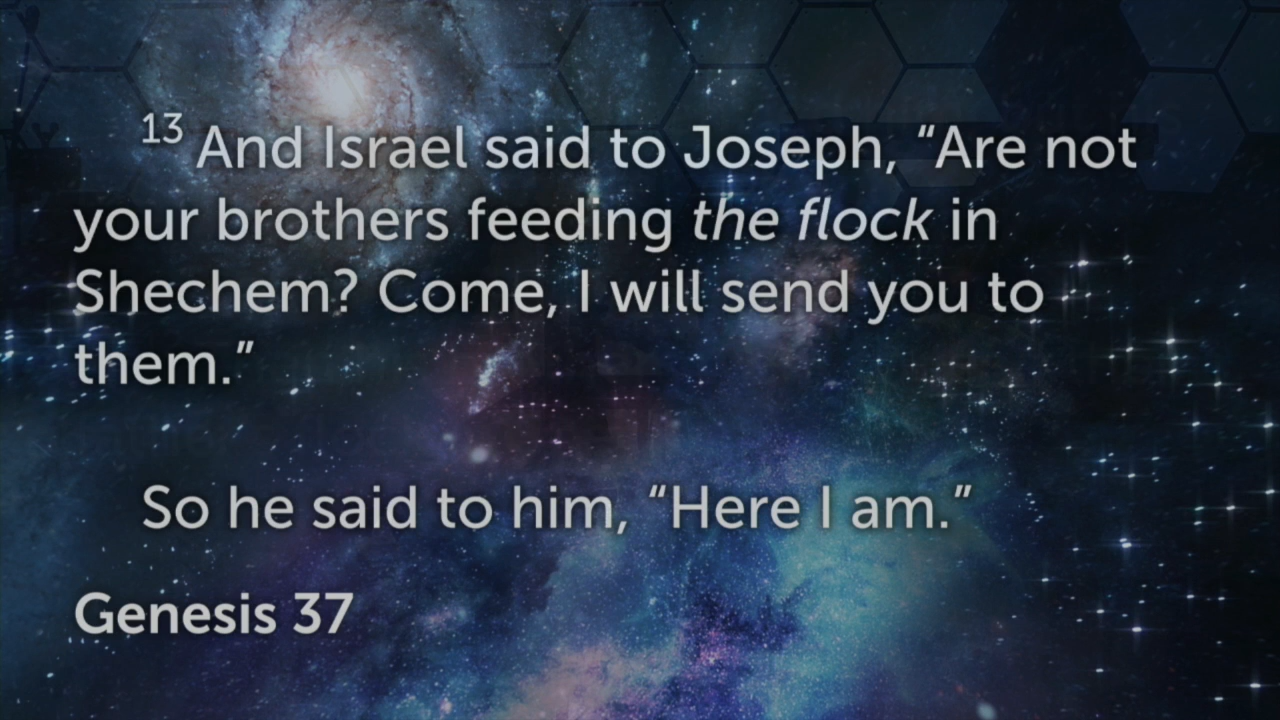 13 And Israel said to Joseph, “Are not
your brothers feeding the flock in
Shechem? Come, I will send you to
them.”
So he said to him, “Here I am.”
Genesis 37